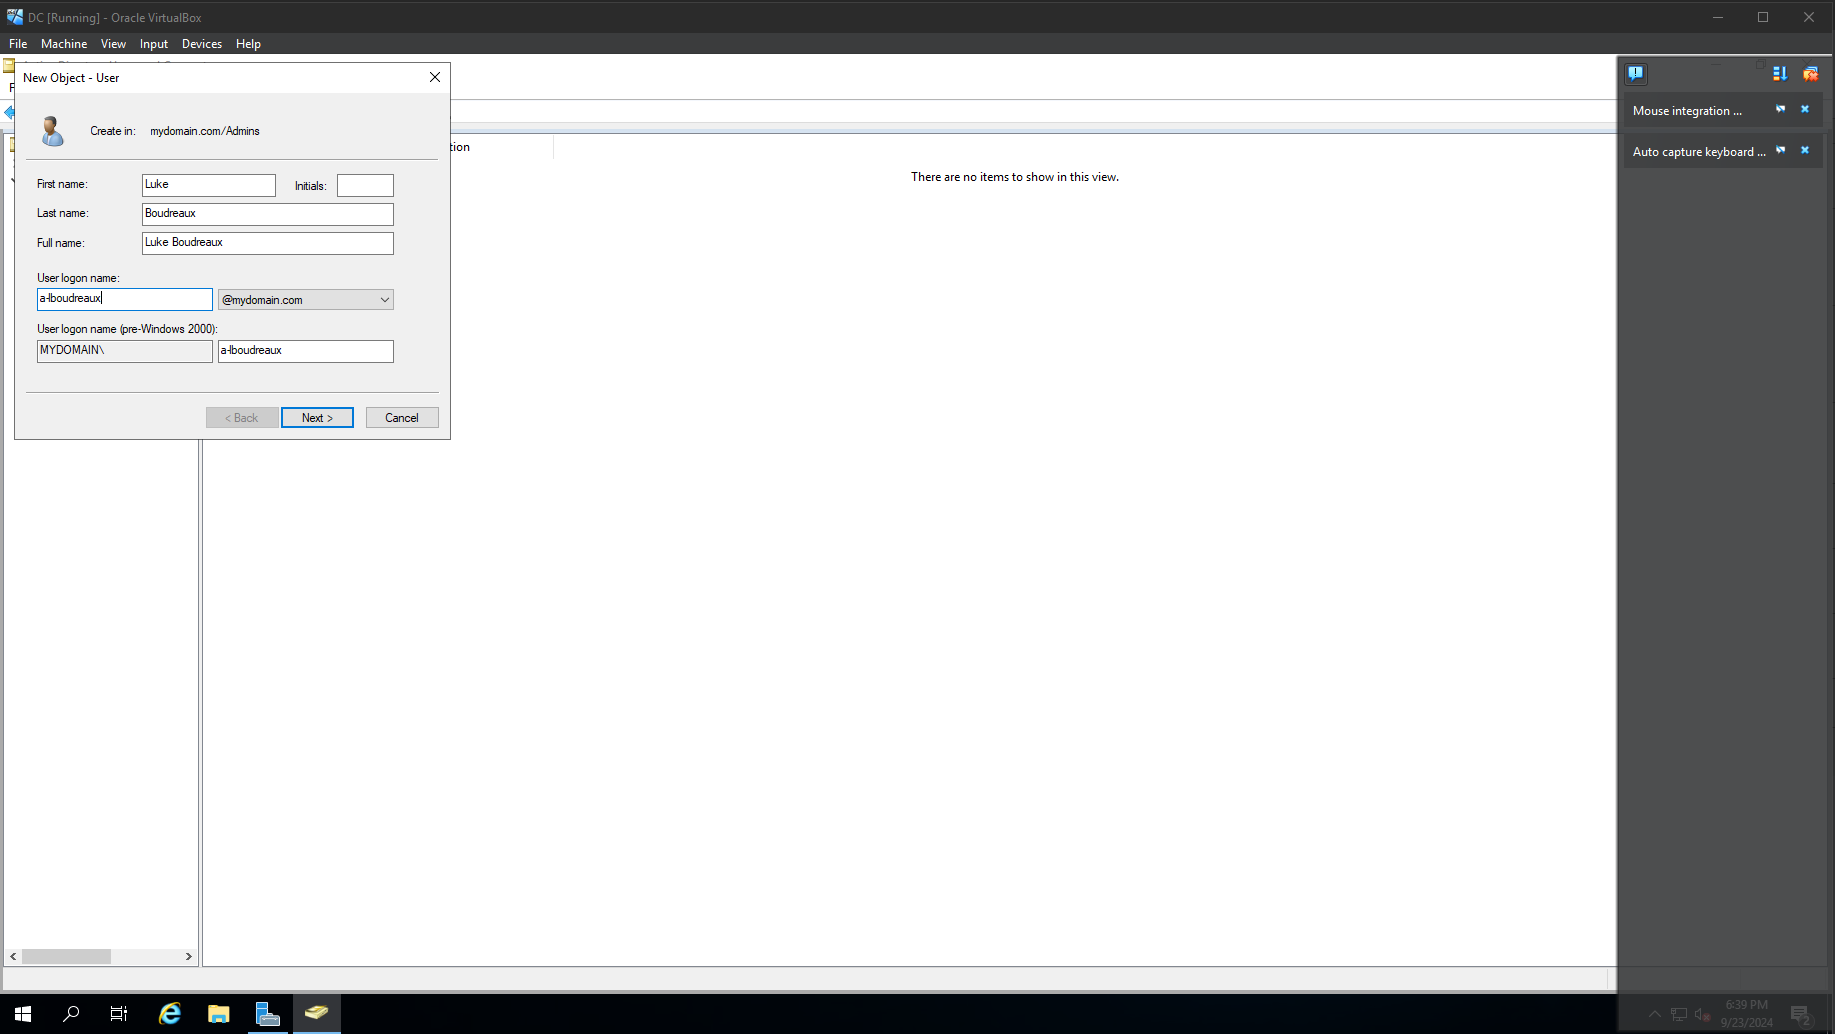 DC [Running] - Oracle VirtualBox
File Machine View Input Devices Help
New Object - User
Create in: mydomain.com/Admins
First name: Luke Initials:
Last name: Boudreaux
Full name: Luke Boudreaux
User logon name:
a-lboudreaux @mydomain.com
User logon name (pre-Windows 2000):
MYDOMAIN\ a-lboudreaux
< Back Next > Cancel
tion
There are no items to show in this view.
Mouse integration ...
Auto capture keyboard ...
6:39 PM
9/23/2024
2